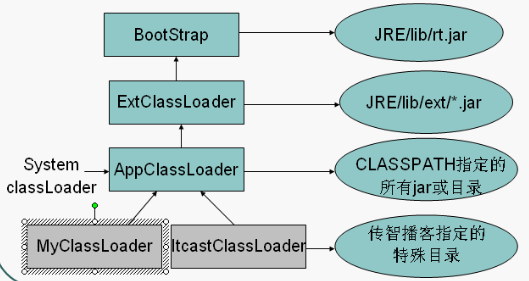 BootStrap
JRE/lib/rt.jar
ExtClassLoader
JRE/lib/ext/*.jar
System
classLoader
AppClassLoader
CLASSPATH指定的
所有jar或目录
MyClassLoader
ItcastClassLoader
传智播客指定的
特殊目录